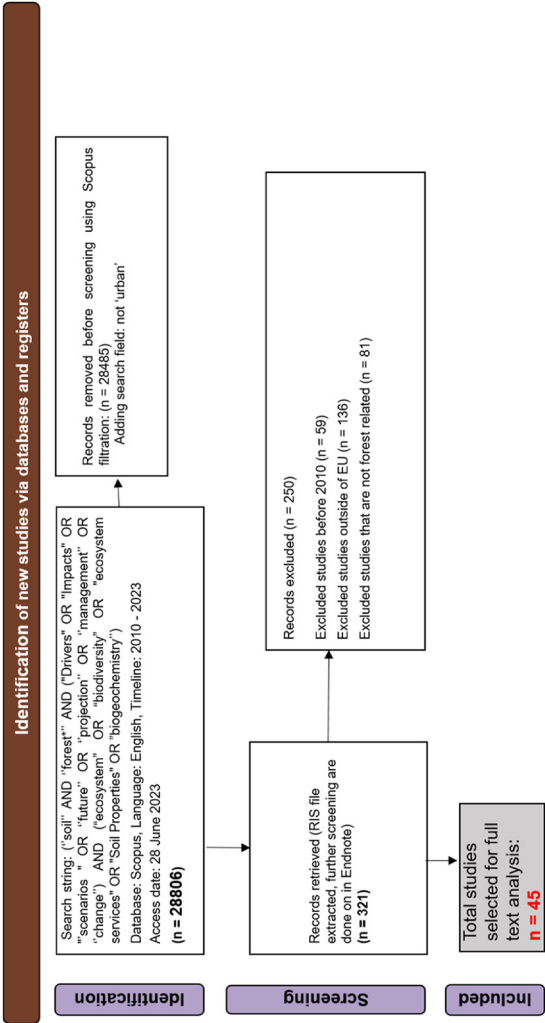 Identification of new studies via databases and registers
Identification
Search string: ("soil" AND "forest*" AND ("Drivers" OR "Impacts" OR
"scenarios " OR "future" OR "projection" OR "management" OR
"change") AND ("ecosystem" OR "biodiversity" OR "ecosystem
services" OR "Soil Properties" OR "biogeochemistry")
Database: Scopus, Language: English, Timeline: 2010 - 2023
Access date: 28 June 2023
(n = 28806)
Records removed before screening using Scopus
filtration: (n = 28485)
Adding search field: not 'urban'
Screening
Records retrieved (RIS file
extracted, further screening are
done on in Endnote)
(n = 321)
Records excluded (n = 250)
Excluded studies before 2010 (n = 59)
Excluded studies outside of EU (n = 136)
Excluded studies that are not forest related (n = 81)
Included
Total studies
selected for full
text analysis:
n = 45